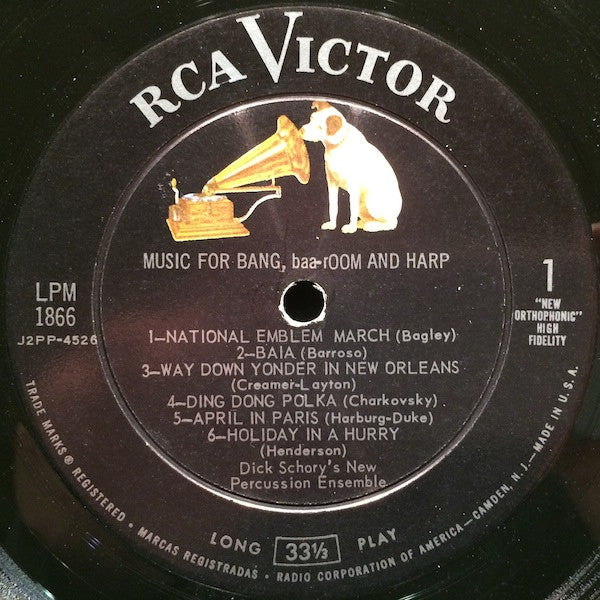 RCA VICTOR
MUSIC FOR BANG, baa-rOOM AND HARP
LPM
1866
J2PP-4526
1
"NEW
ORTHOPHONIC"
HIGH
FIDELITY
1—NATIONAL EMBLEM MARCH (Bagley)
2—BAIA (Barroso)
3—WAY DOWN YONDER IN NEW ORLEANS
(Creamer-Layton)
4—DING DONG POLKA (Charkovsky)
5—APRIL IN PARIS (Harburg-Duke)
6—HOLIDAY IN A HURRY
(Henderson)
Dick Schory's New
Percussion Ensemble
LONG 33⅓ PLAY
TRADE MARKS ® REGISTERED • MARCAS REGISTRADAS • RADIO CORPORATION OF AMERICA—CAMDEN, N. J.—MADE IN U.S.A.